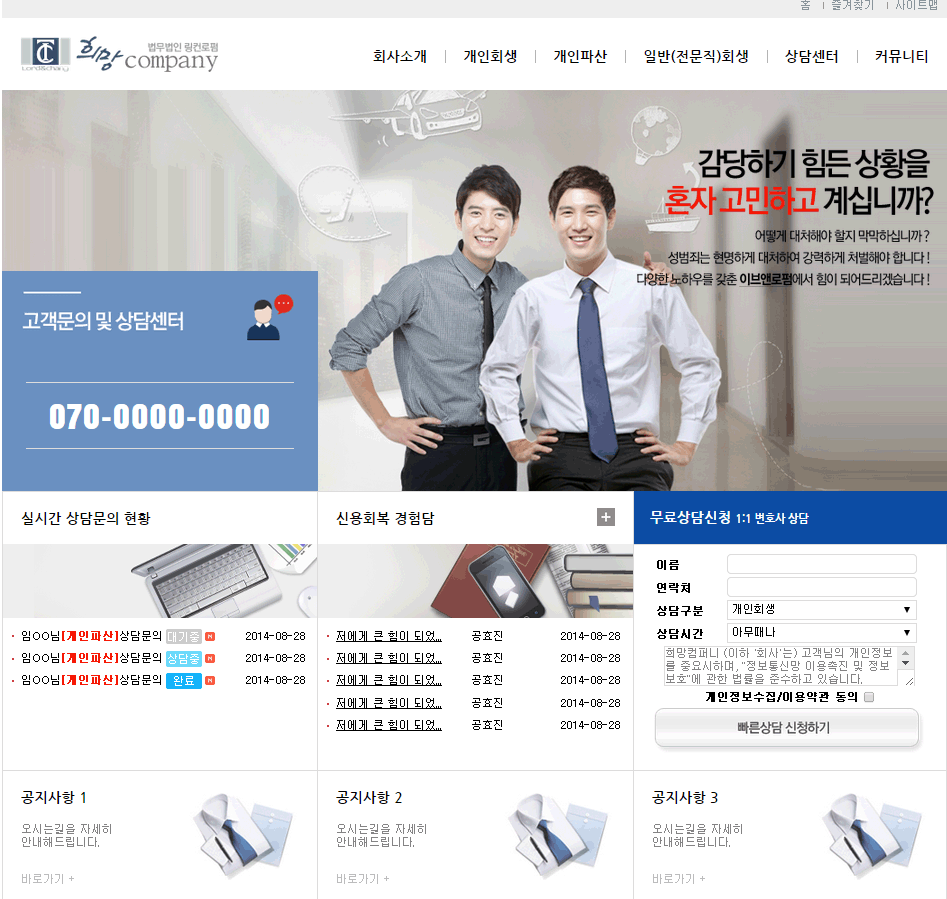 홈 | 즐겨찾기 | 사이트맵
법무법인 링컨로펌
희망 company
회사소개 | 개인회생 | 개인파산 | 일반(전문직)회생 | 상담센터 | 커뮤니티
감당하기 힘든 상황을
혼자 고민하고 계십니까?
어떻게 대처해야 할지 막막하십니까?
성범죄는 현명하게 대처하여 강력하게 처벌해야 합니다!
다양한 노하우를 갖춘 이브앤로펌에서 힘이 되어드리겠습니다!
고객문의 및 상담센터
070-0000-0000
실시간 상담문의 현황
임OO님[개인파산]상담문의 대기중 N 2014-08-28
임OO님[개인파산]상담문의 상담중 N 2014-08-28
임OO님[개인파산]상담문의 완료 N 2014-08-28
신용회복 경험담 +
저에게 큰 힘이 되었... 공효진 2014-08-28
저에게 큰 힘이 되었... 공효진 2014-08-28
저에게 큰 힘이 되었... 공효진 2014-08-28
저에게 큰 힘이 되었... 공효진 2014-08-28
저에게 큰 힘이 되었... 공효진 2014-08-28
무료상담신청 1:1 변호사 상담
이름
연락처
상담구분 개인회생
상담시간 아무때나
희망컴퍼니 (이하 '회사'는) 고객님의 개인정보
를 중요시하며, "정보통신망 이용촉진 및 정보
보호"에 관한 법률을 준수하고 있습니다.
개인정보수집/이용약관 동의
빠른상담 신청하기
공지사항 1
오시는길을 자세히
안내해드립니다.
바로가기 +
공지사항 2
오시는길을 자세히
안내해드립니다.
바로가기 +
공지사항 3
오시는길을 자세히
안내해드립니다.
바로가기 +